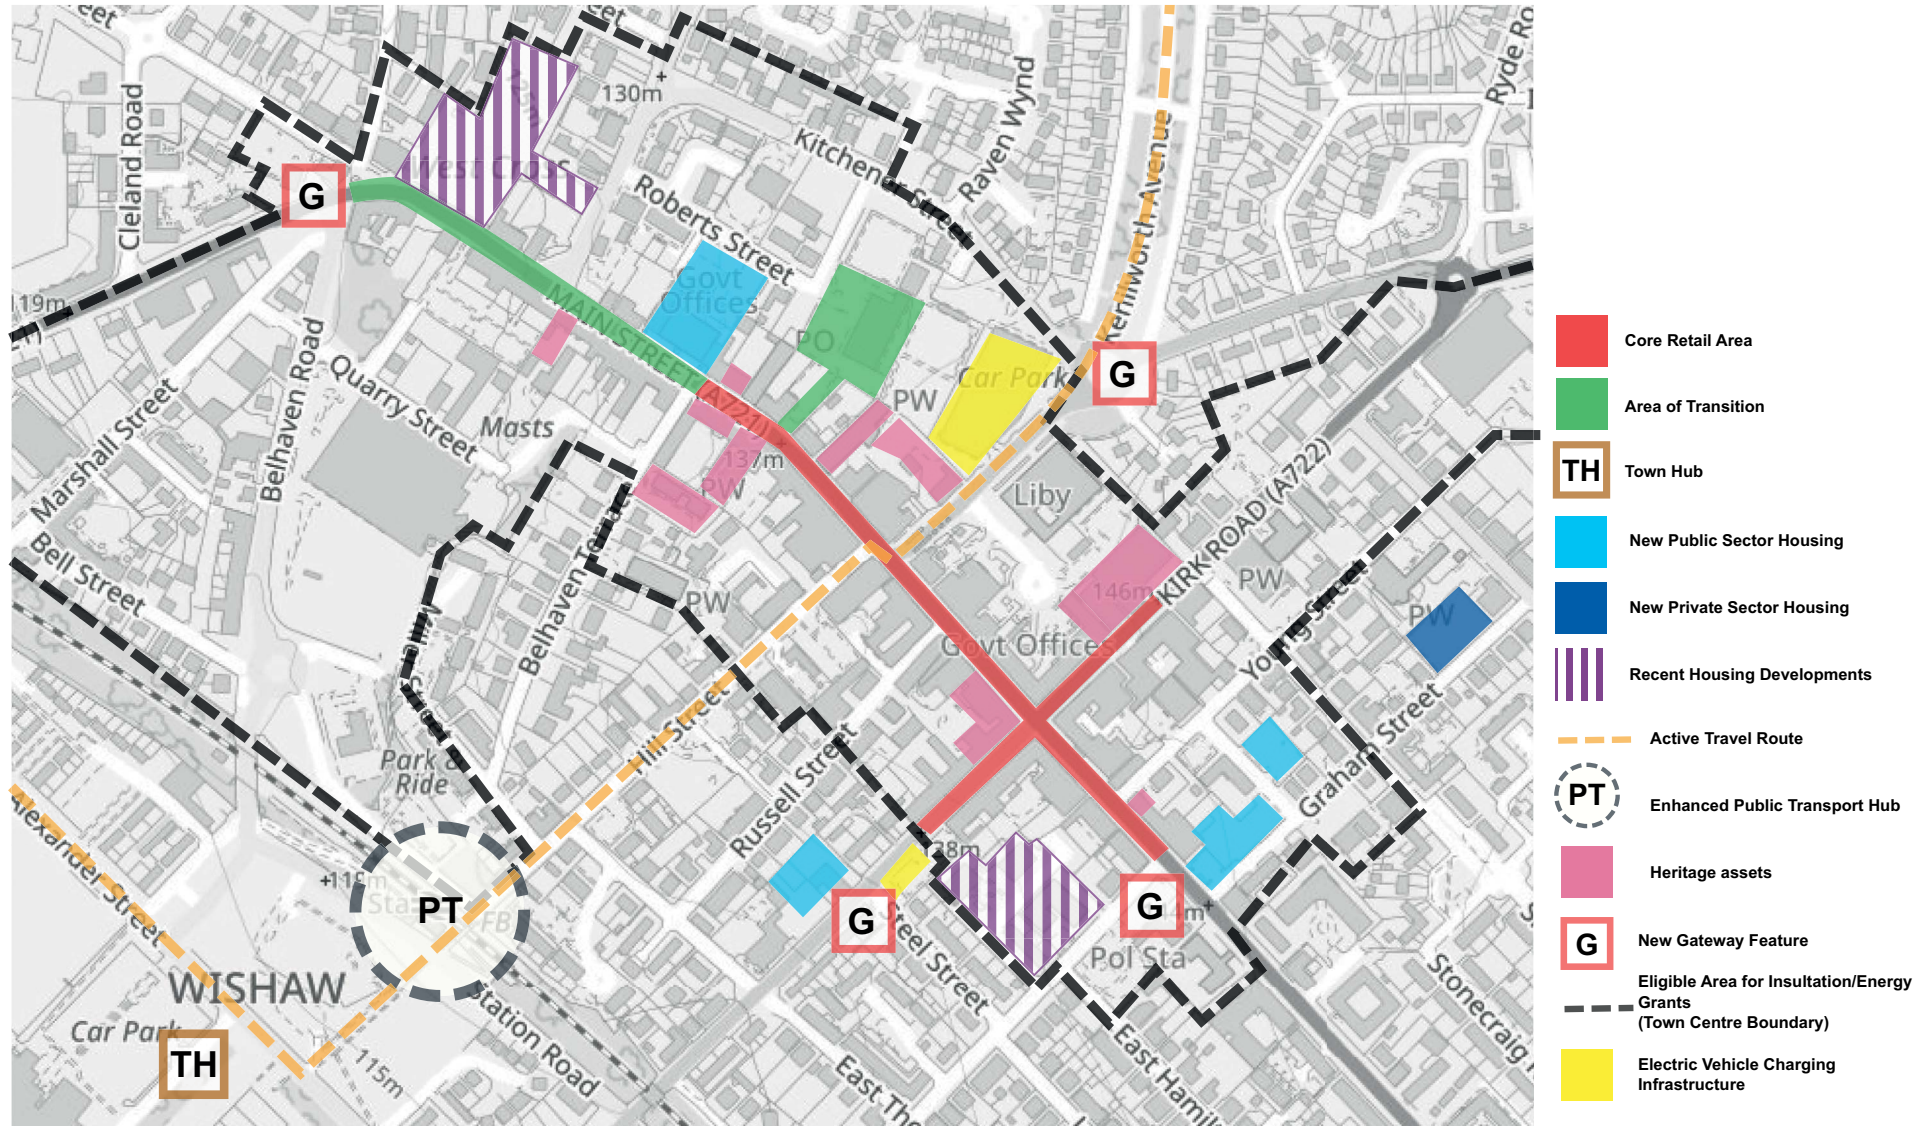 Cleland Road
130m
Kitchener Street
Raven Wynd
Kenilworth Avenue
West Cross
G
Roberts Street
Govt
Offices
119m
MAIN STREET (A721)
PO
PW
Car Park
G
Belhaven Road
Quarry Street
Masts
Marshall Street
137m
PW
Liby
KIRK ROAD (A722)
Bell Street
Belhaven Terrace
PW
146m
PW
Govt Offices
Young Street
PW
Graham Street
Hill Street
Park &
Ride
Russell Street
Alexander Street
PT
FB
G
G
Steel Street
Pol Sta
WISHAW
Car Park
TH
115m
Station Road
Stonecraig
Core Retail Area
Area of Transition
TH
Town Hub
New Public Sector Housing
New Private Sector Housing
Recent Housing Developments
Active Travel Route
PT
Enhanced Public Transport Hub
Heritage assets
G
New Gateway Feature
Eligible Area for Insultation/Energy
Grants
(Town Centre Boundary)
Electric Vehicle Charging
Infrastructure